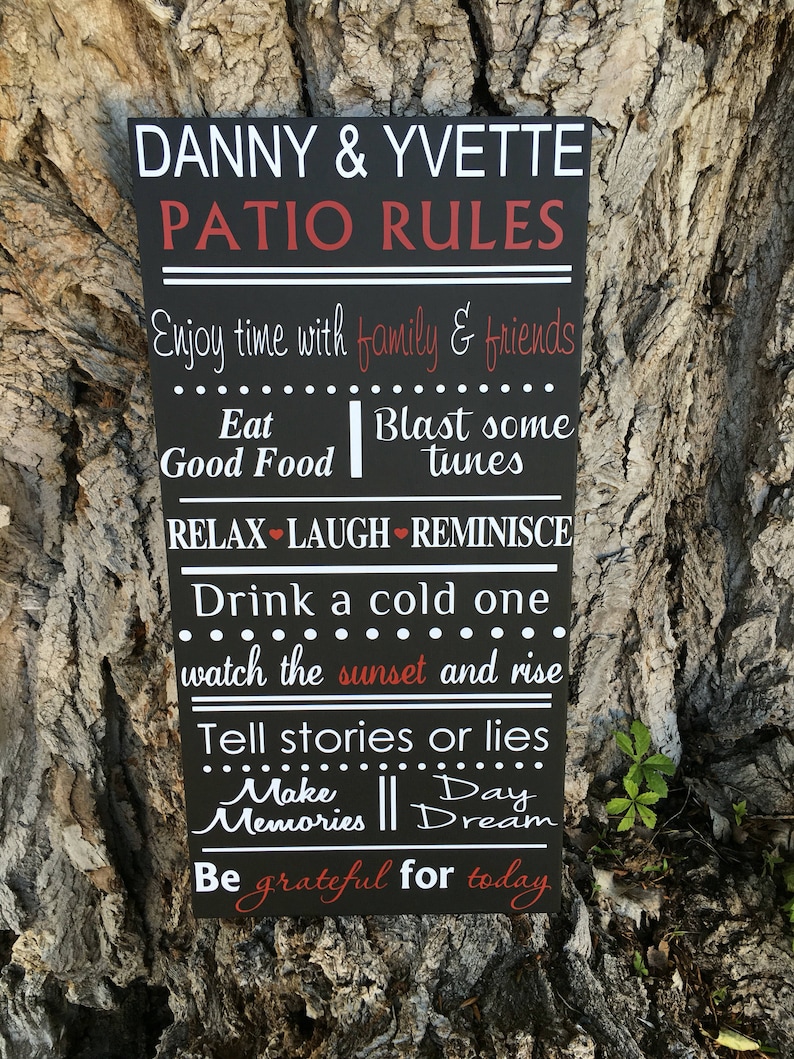 DANNY & YVETTE
PATIO RULES
Enjoy time with family & friends
Eat
Good Food
Blast some
tunes
RELAX ♥ LAUGH ♥ REMINISCE
Drink a cold one
watch the sunset and rise
Tell stories or lies
Make
Memories
Day
Dream
Be grateful for today